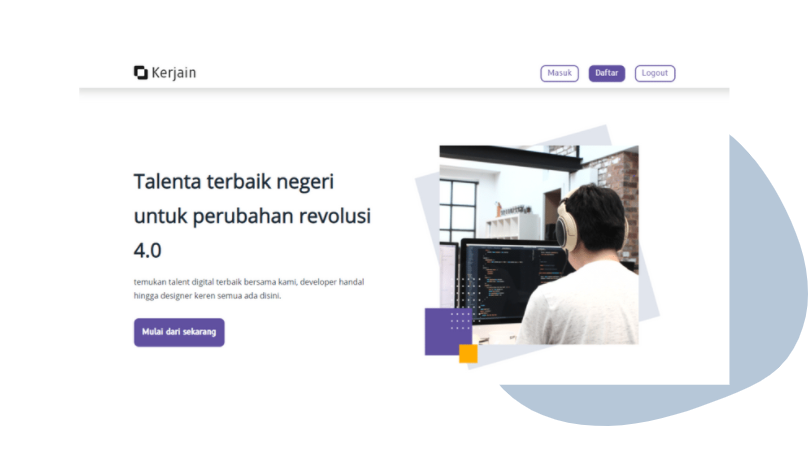 Kerjain
Masuk
Daftar
Logout
Talenta terbaik negeri
untuk perubahan revolusi
4.0
temukan talent digital terbaik bersama kami, developer handal
hingga designer keren semua ada disini.
Mulai dari sekarang